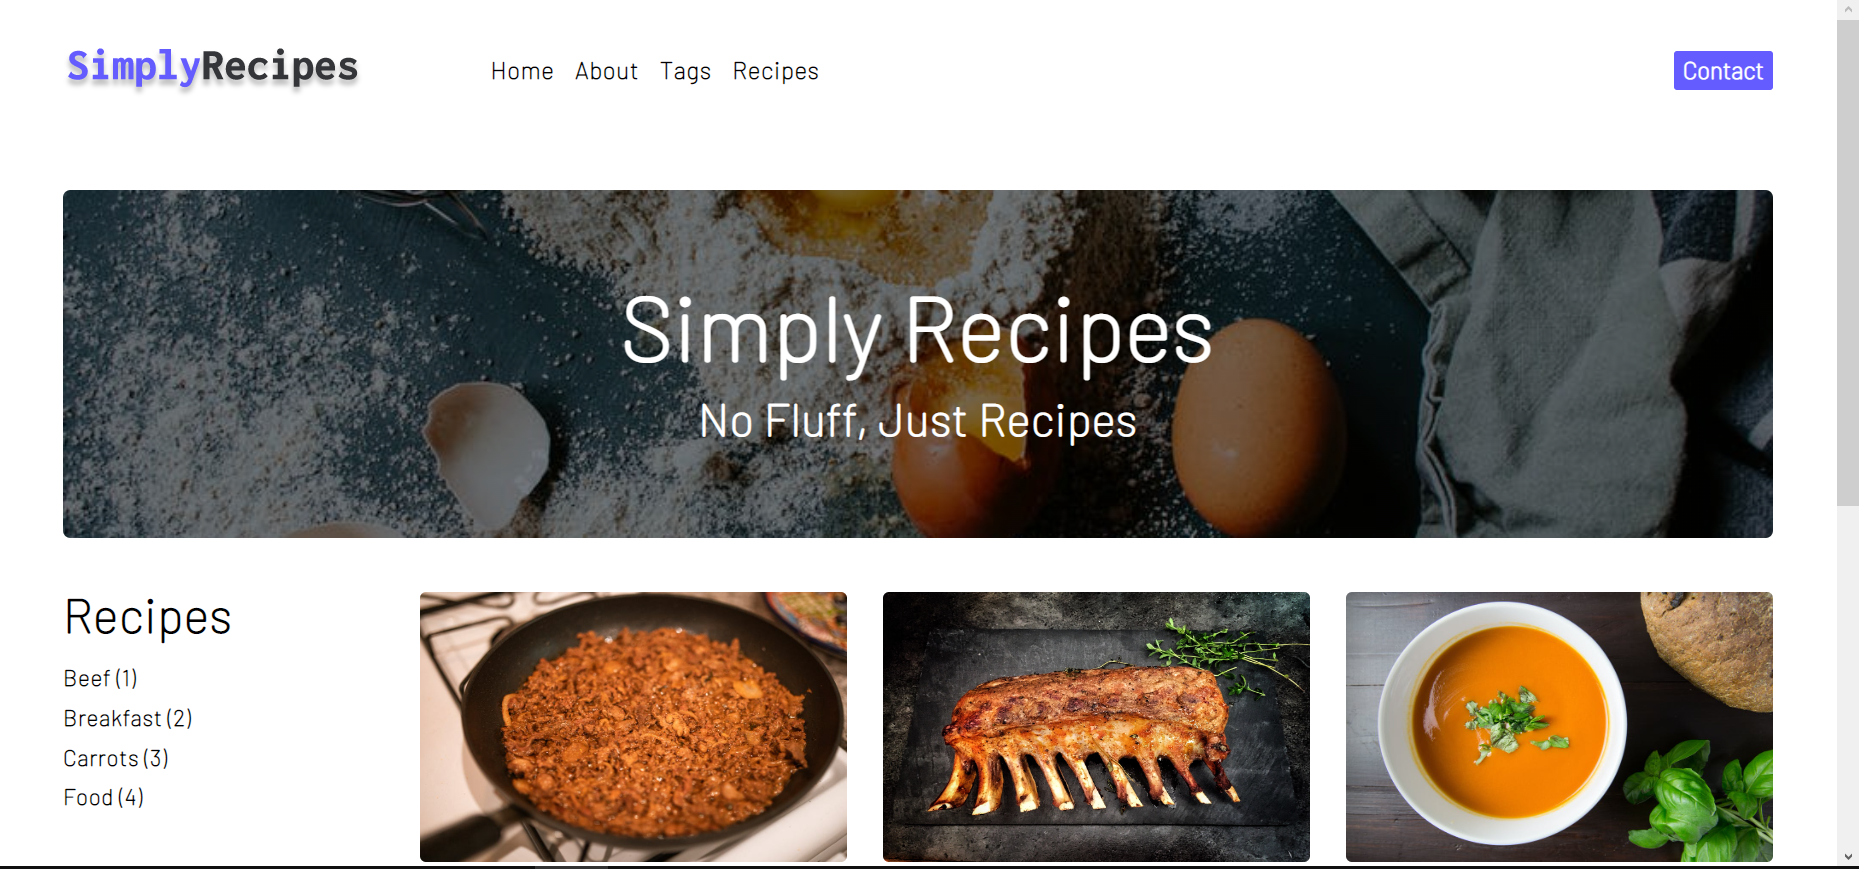 SimplyRecipes
Home About Tags Recipes
Contact
Simply Recipes
No Fluff, Just Recipes
Recipes
Beef (1)
Breakfast (2)
Carrots (3)
Food (4)